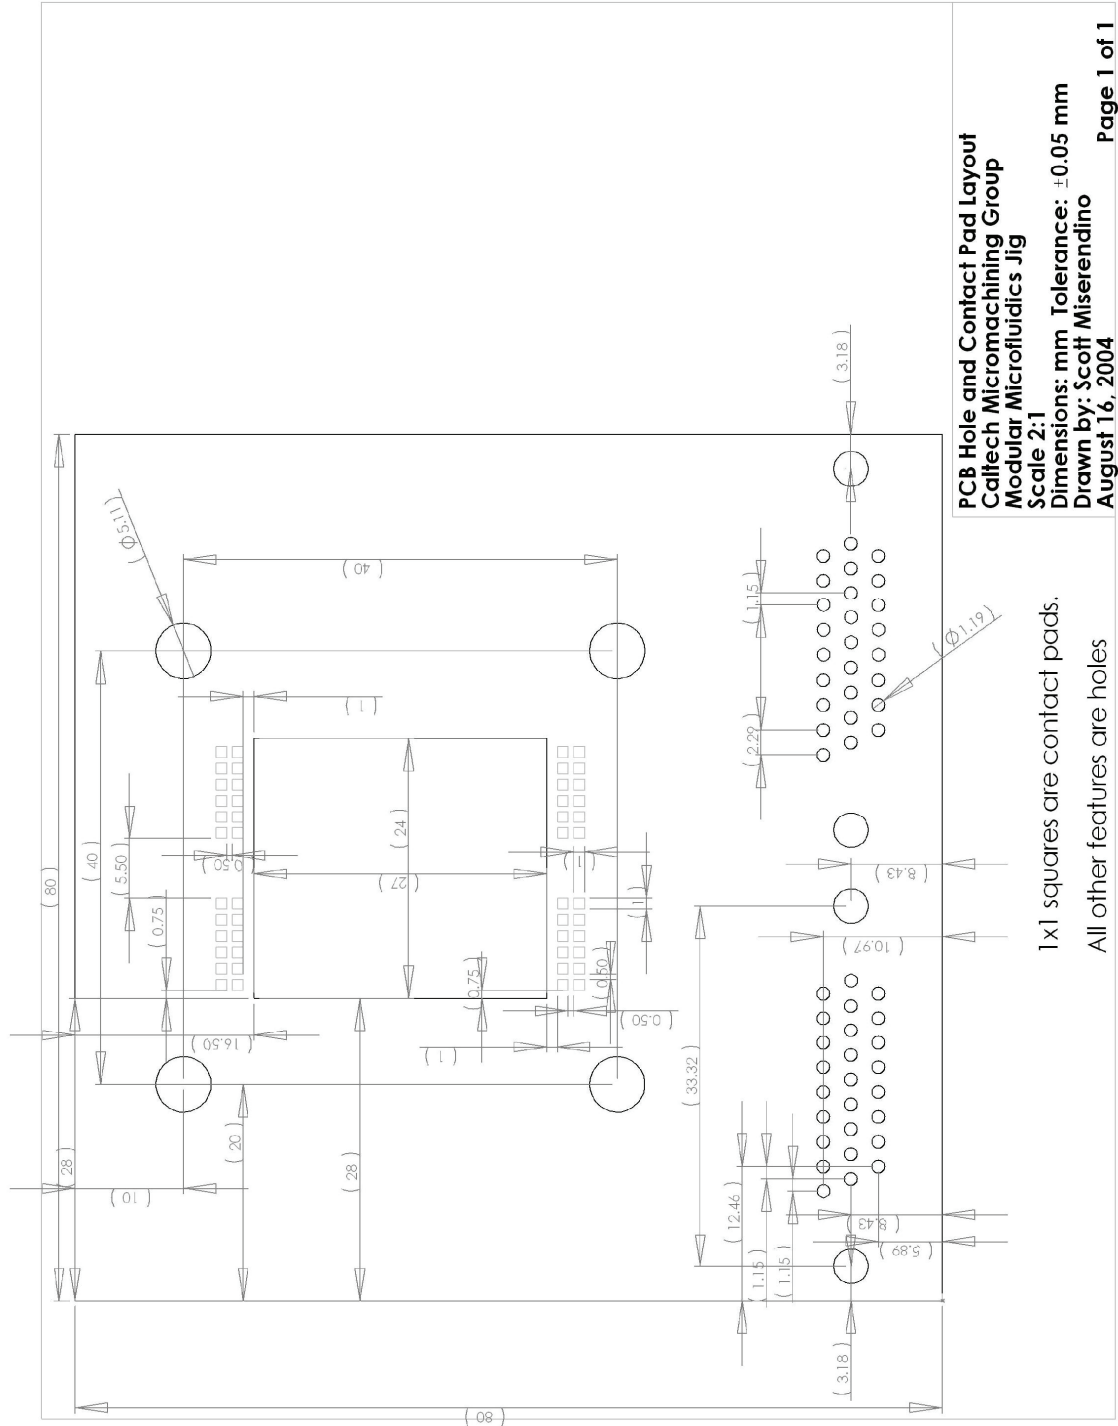 PCB Hole and Contact Pad Layout
Caltech Micromachining Group
Modular Microfluidics Jig
Scale 2:1
Dimensions: mm Tolerance: ±0.05 mm
Drawn by: Scott Miserendino
August 16, 2004 Page 1 of 1
1x1 squares are contact pads.
All other features are holes
( 80 )
( 28 )
( 40 )
( 5.50 )
( 0.75 )
( Ø5.11 )
( 40 )
( 10 )
( 16.50 )
( 20 )
( 28 )
( 1 )
0.50
( 24 )
( 27 )
( 0.75 )
( 1 )
( 1 )
( 1 )
( 0.50 )
( 0.50 )
( 33.32 )
( 12.46 )
( 1.15 )
( 1.15 )
( 3.18 )
( 8.43 )
( 5.89 )
( 10.97 )
( 8.43 )
( 2.29 )
( 1.15 )
( Ø1.19 )
( 3.18 )
( 80 )